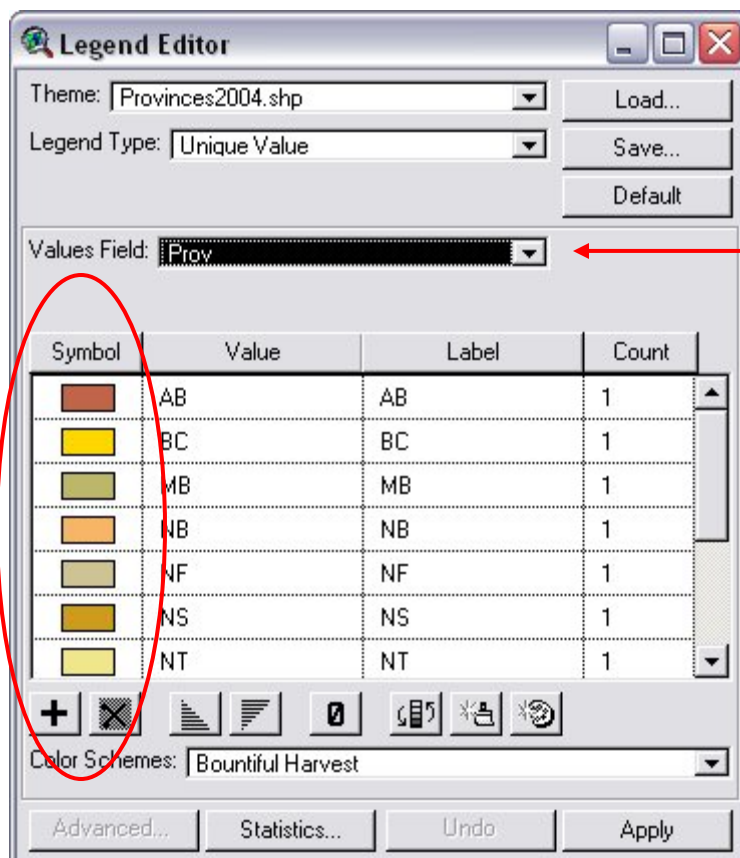 Legend Editor
Theme: Provinces2004.shp Load...
Legend Type: Unique Value Save...
Default
Values Field: Prov
Symbol Value Label Count
AB AB 1
BC BC 1
MB MB 1
NB NB 1
NF NF 1
NS NS 1
NT NT 1
0
Color Schemes: Bountiful Harvest
Advanced... Statistics... Undo Apply